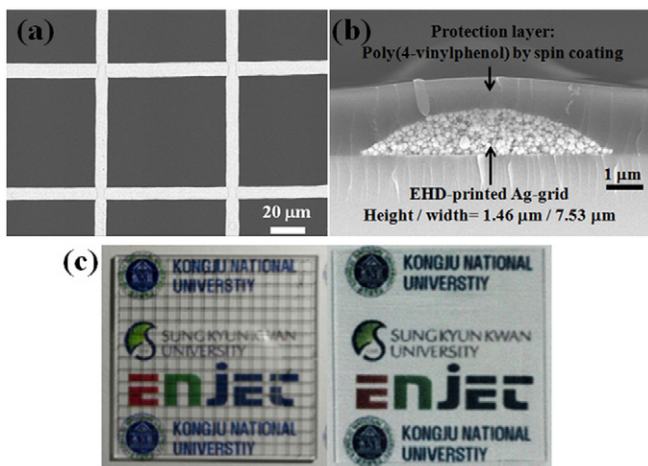 (a)
20 μm
(b)
Protection layer:
Poly(4-vinylphenol) by spin coating
1 μm
EHD-printed Ag-grid
Height / width= 1.46 μm / 7.53 μm
(c)
KONGJU NATIONAL
UNIVERSTIY
SUNGKYUNKWAN
UNIVERSITY
enjet
KONGJU NATIONAL
UNIVERSTIY
KONGJU NATIONAL
UNIVERSTIY
SUNGKYUNKWAN
UNIVERSITY
enjet
KONGJU NATIONAL
UNIVERSTIY